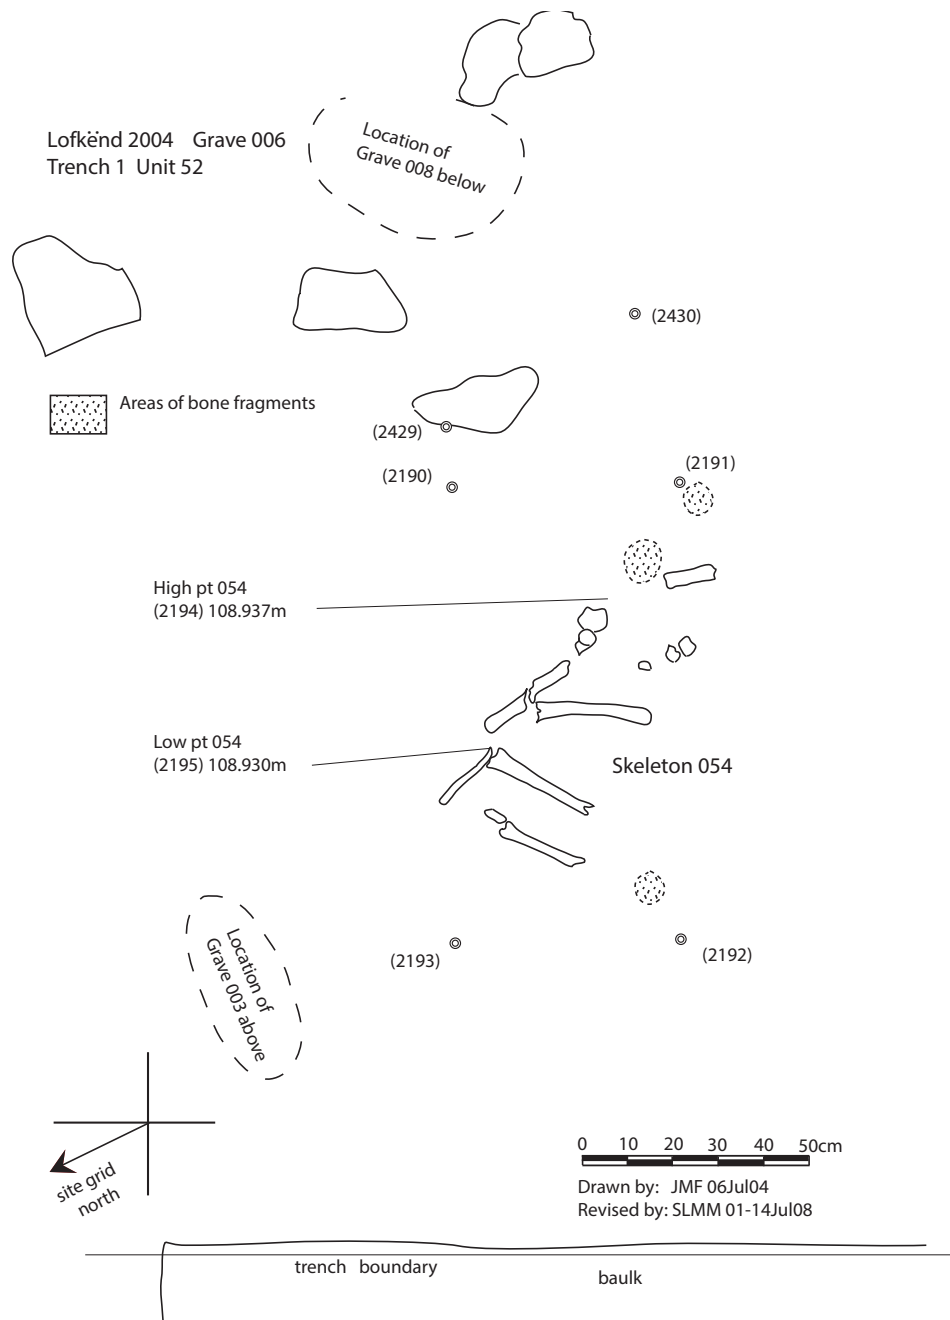 Lofkënd 2004 Grave 006
Trench 1 Unit 52
Location of
Grave 008 below
(2430)
Areas of bone fragments
(2429)
(2190)
(2191)
High pt 054
(2194) 108.937m
Low pt 054
(2195) 108.930m
Skeleton 054
Location of
Grave 003 above
(2193)
(2192)
site grid
north
0 10 20 30 40 50cm
Drawn by: JMF 06Jul04
Revised by: SLMM 01-14Jul08
trench boundary
baulk